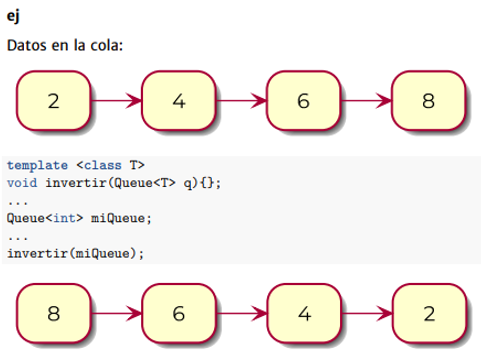 ej
Datos en la cola:
2 4 6 8
template <class T>
void invertir(Queue<T> q){};
...
Queue<int> miQueue;
...
invertir(miQueue);
8 6 4 2